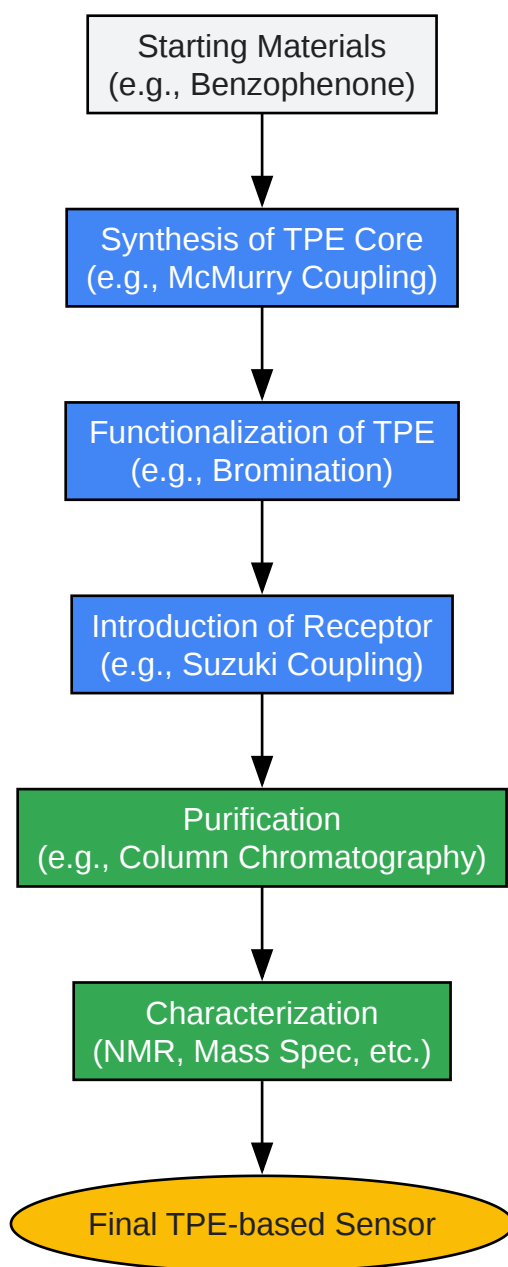 Starting Materials
(e.g., Benzophenone)
Synthesis of TPE Core
(e.g., McMurry Coupling)
Functionalization of TPE
(e.g., Bromination)
Introduction of Receptor
(e.g., Suzuki Coupling)
Purification
(e.g., Column Chromatography)
Characterization
(NMR, Mass Spec, etc.)
Final TPE-based Sensor